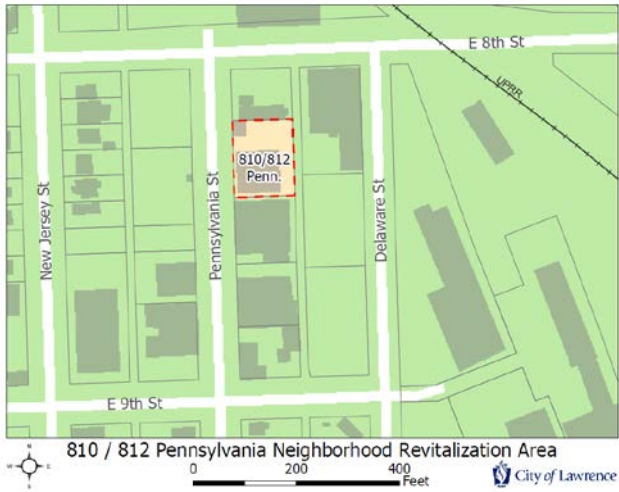 E 8th St
UPRR
810/812
Penn.
New Jersey St
Pennsylvania St
Delaware St
E 9th St
810 / 812 Pennsylvania Neighborhood Revitalization Area
N
W E
S
0 200 400
Feet
City of Lawrence